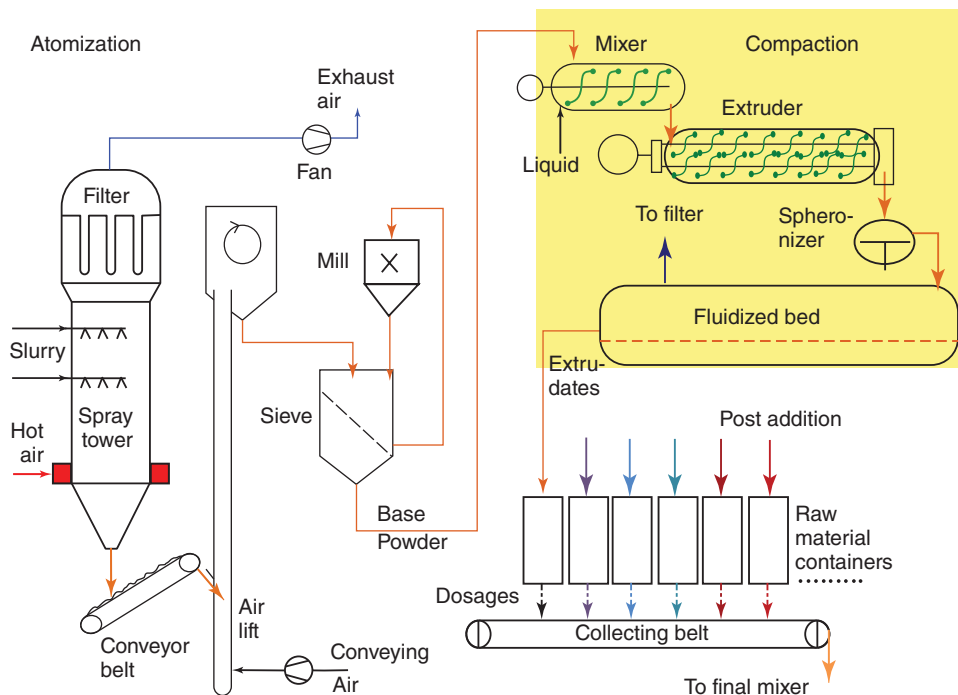 Atomization
Mixer
Compaction
Exhaust
air
Fan
Filter
Extruder
Liquid
To filter
Sphero-
nizer
Mill
Fluidized bed
Slurry
Spray
tower
Hot
air
Sieve
Extru-
dates
Post addition
Base
Powder
Raw
material
containers
Dosages
Air
lift
Collecting belt
Conveyor
belt
Conveying
Air
To final mixer